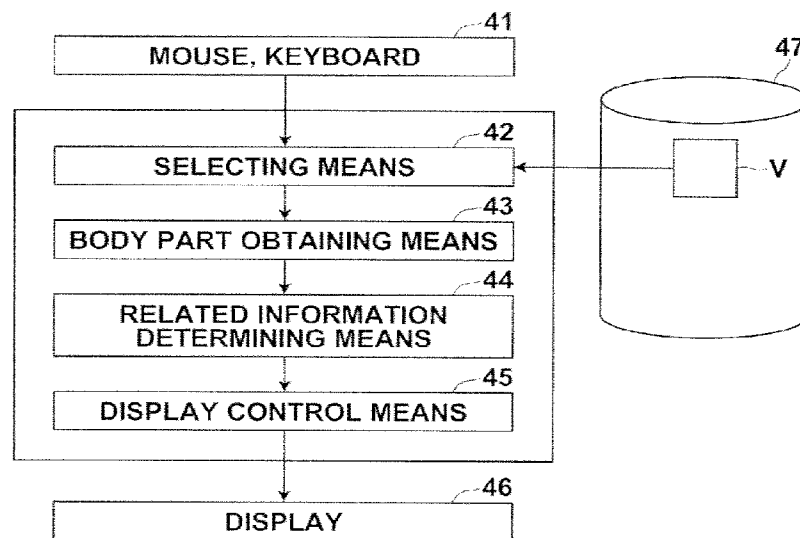 41
MOUSE, KEYBOARD
47
42
SELECTING MEANS
V
43
BODY PART OBTAINING MEANS
44
RELATED INFORMATION
DETERMINING MEANS
45
DISPLAY CONTROL MEANS
46
DISPLAY